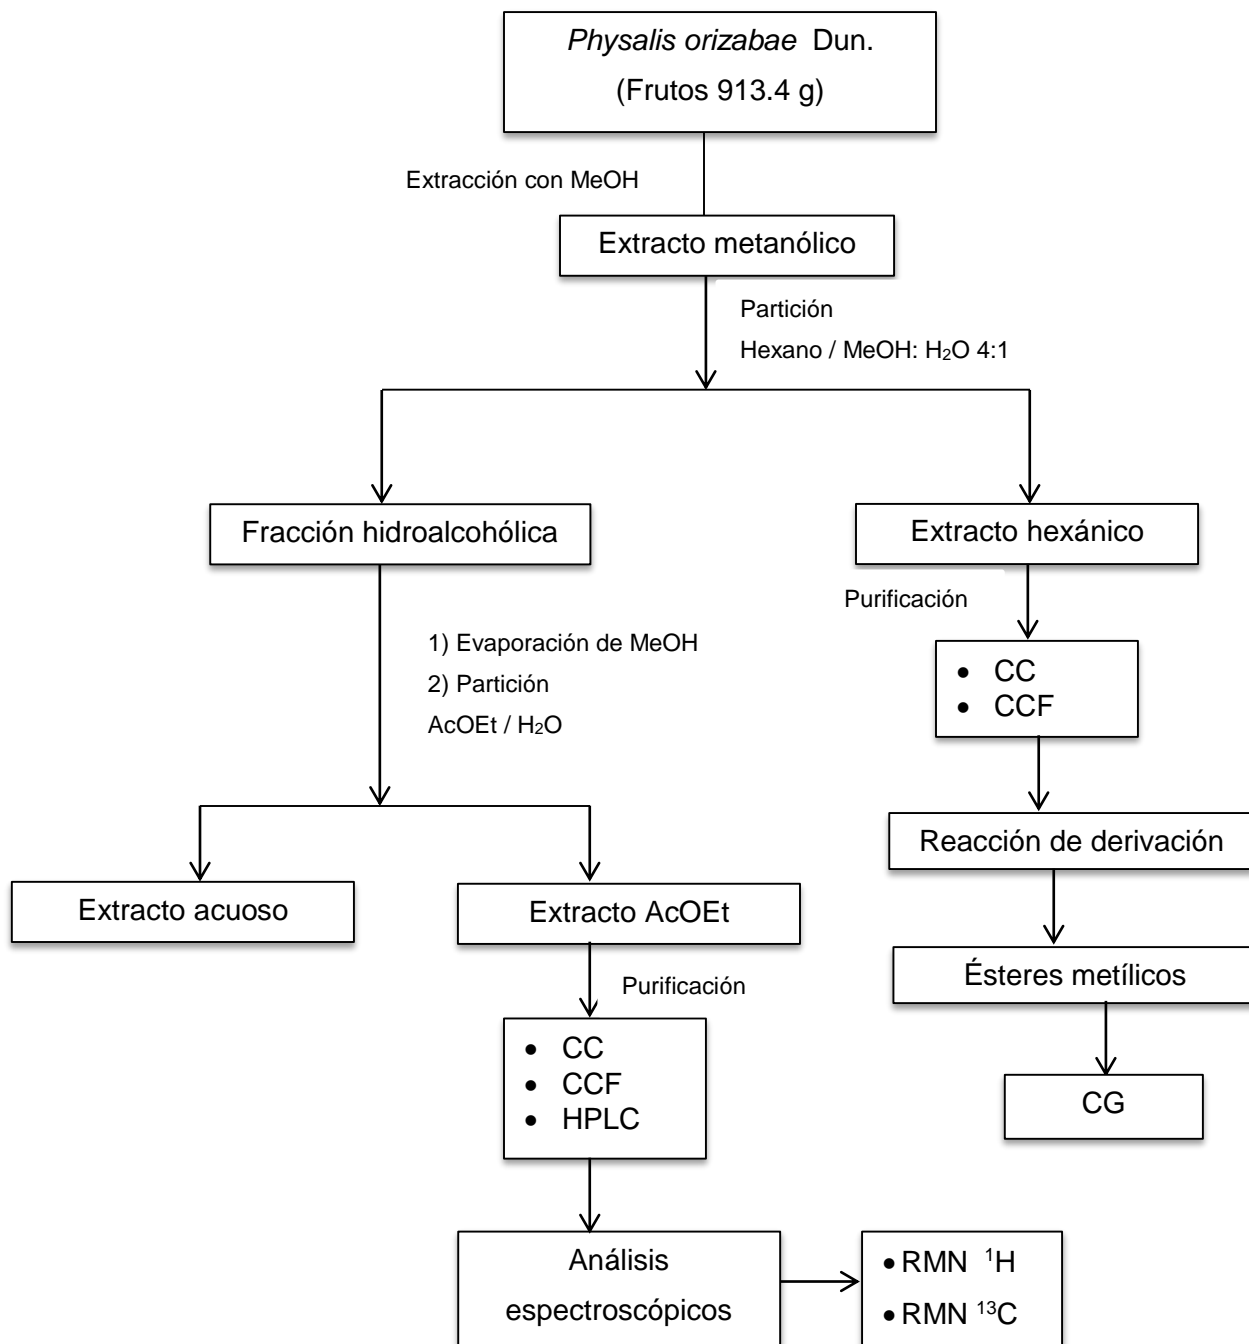 Physalis orizabae Dun.
(Frutos 913.4 g)
Extracción con MeOH
Extracto metanólico
Partición
Hexano / MeOH: H₂O 4:1
Fracción hidroalcohólica
Extracto hexánico
Purificación
• CC
• CCF
1) Evaporación de MeOH
2) Partición
AcOEt / H₂O
Reacción de derivación
Extracto acuoso
Extracto AcOEt
Ésteres metílicos
Purificación
• CC
• CCF
• HPLC
CG
Análisis
espectroscópicos
• RMN ¹H
• RMN ¹³C